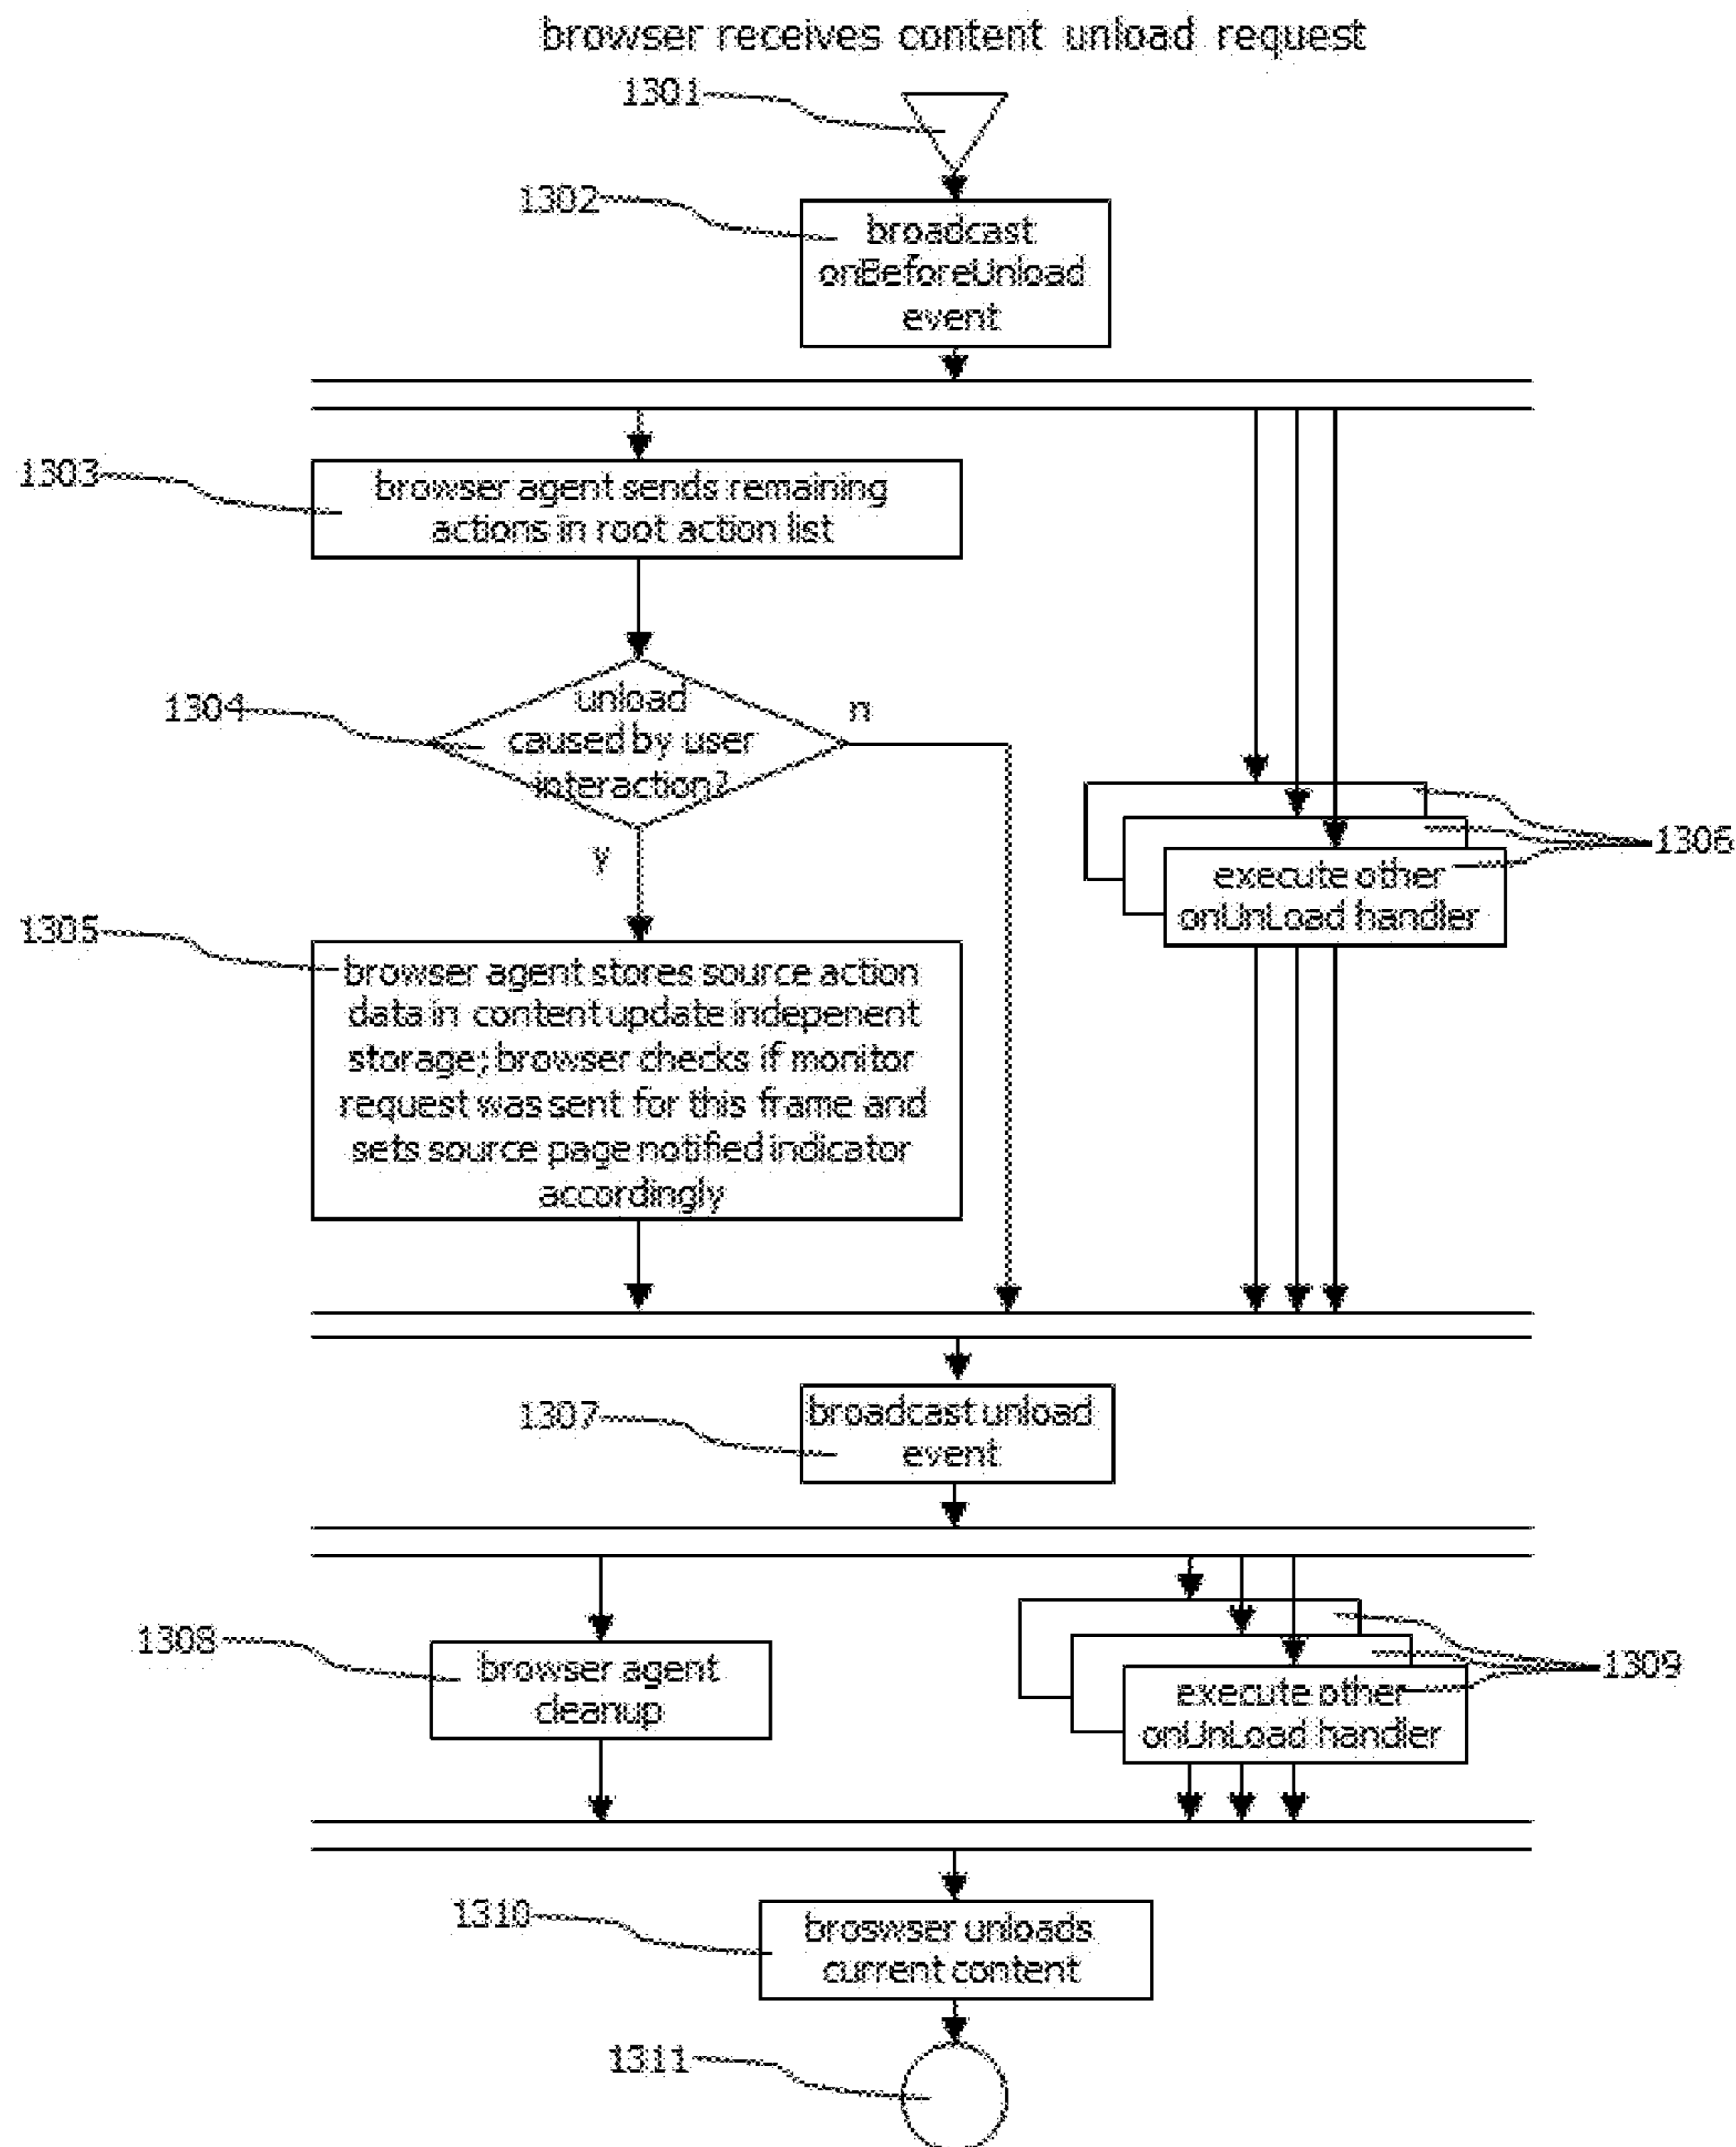 browser receives content unload request
1301
1302
broadcast
onBeforeUnload
event
1303
browser agent sends remaining
actions in root action list
1304
unload
caused by user
interaction?
n
y
1306
execute other
onUnLoad handler
1305
browser agent stores source action
data in content update indepenent
storage; browser checks if monitor
request was sent for this frame and
sets source page notified indicator
accordingly
1307
broadcast unload
event
1308
browser agent
cleanup
1309
execute other
onUnLoad handler
1310
broswser unloads
current content
1311